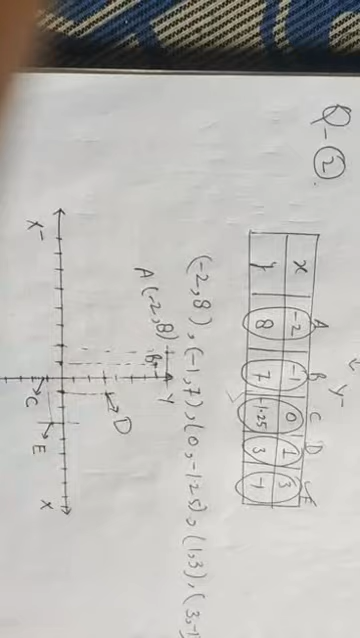 Q-②.
y-
A B C D E
x -2 -1 0 1 3
y 8 7 -1.25 3 -1
(-2,8), (-1,7), (0,-1.25), (1,3), (3,-1
A(-2,8)
B
Y
D
X- X
C
E